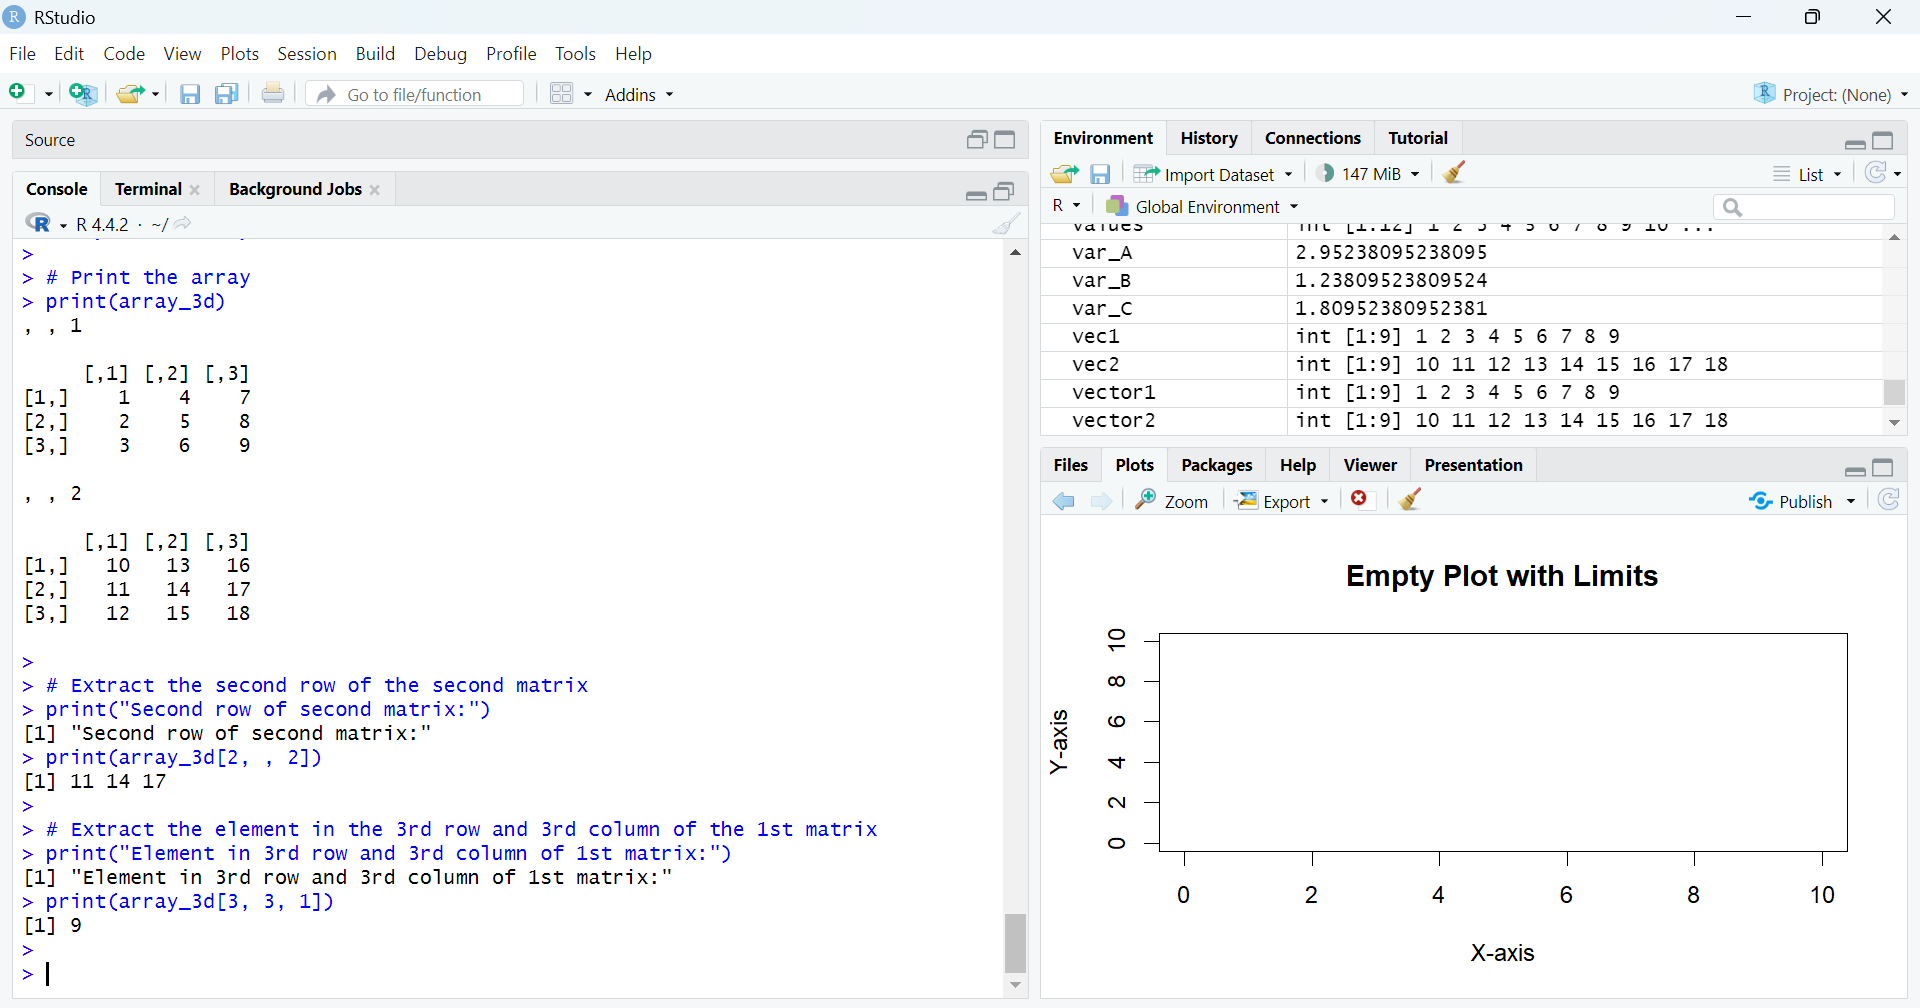 RStudio
File Edit Code View Plots Session Build Debug Profile Tools Help
Go to file/function Addins Project: (None)
Source
Console Terminal Background Jobs
R R 4.4.2 · ~/
>
> # Print the array
> print(array_3d)
, , 1
[,1] [,2] [,3]
[1,] 1 4 7
[2,] 2 5 8
[3,] 3 6 9
, , 2
[,1] [,2] [,3]
[1,] 10 13 16
[2,] 11 14 17
[3,] 12 15 18
>
> # Extract the second row of the second matrix
> print("Second row of second matrix:")
[1] "Second row of second matrix:"
> print(array_3d[2, , 2])
[1] 11 14 17
>
> # Extract the element in the 3rd row and 3rd column of the 1st matrix
> print("Element in 3rd row and 3rd column of 1st matrix:")
[1] "Element in 3rd row and 3rd column of 1st matrix:"
> print(array_3d[3, 3, 1])
[1] 9
>
>
Environment History Connections Tutorial
Import Dataset 147 MiB List
R Global Environment
values int [1:12] 1 2 3 4 5 6 7 8 9 10 ...
var_A 2.95238095238095
var_B 1.23809523809524
var_C 1.80952380952381
vec1 int [1:9] 1 2 3 4 5 6 7 8 9
vec2 int [1:9] 10 11 12 13 14 15 16 17 18
vector1 int [1:9] 1 2 3 4 5 6 7 8 9
vector2 int [1:9] 10 11 12 13 14 15 16 17 18
Files Plots Packages Help Viewer Presentation
Zoom Export Publish
Empty Plot with Limits
Y-axis
10
8
6
4
2
0
0 2 4 6 8 10
X-axis